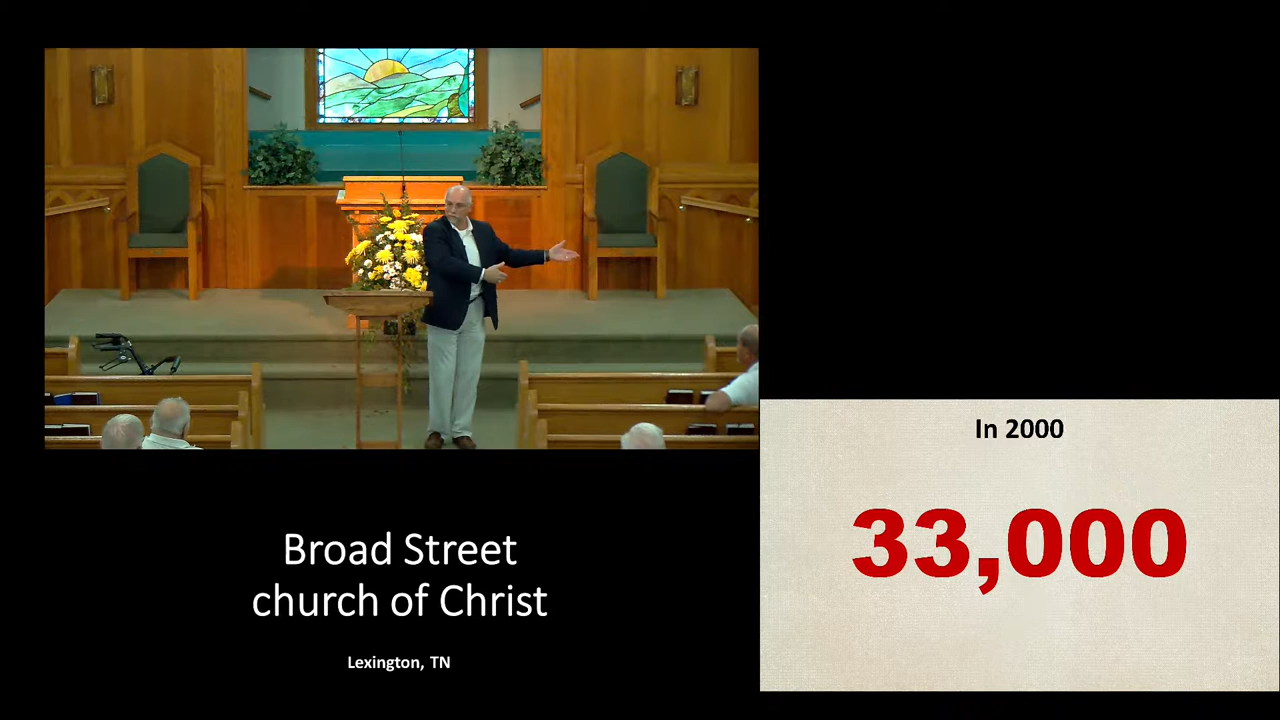 In 2000
33,000
Broad Street
church of Christ
Lexington, TN